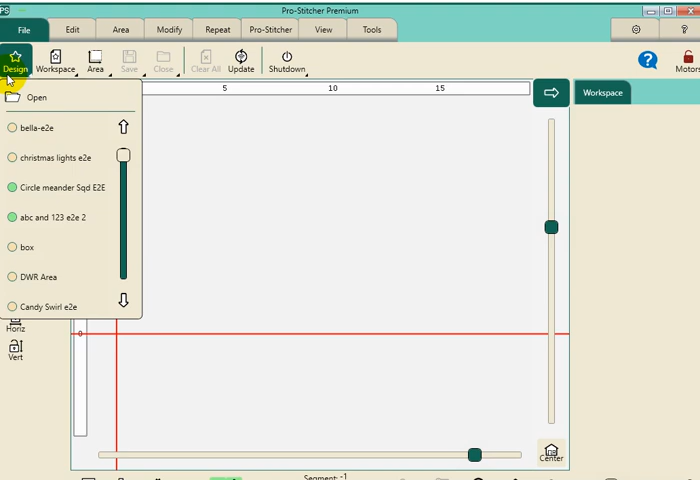 PS
Pro-Stitcher Premium
File
Edit
Area
Modify
Repeat
Pro-Stitcher
View
Tools
?
Design
Workspace
Area
Save
Close
Clear All
Update
Shutdown
?
Motors
Open
bella-e2e
christmas lights e2e
Circle meander Sqd E2E
abc and 123 e2e 2
box
DWR Area
Candy Swirl e2e
Horiz
Vert
5
10
15
0
Workspace
Center
Segment: -1